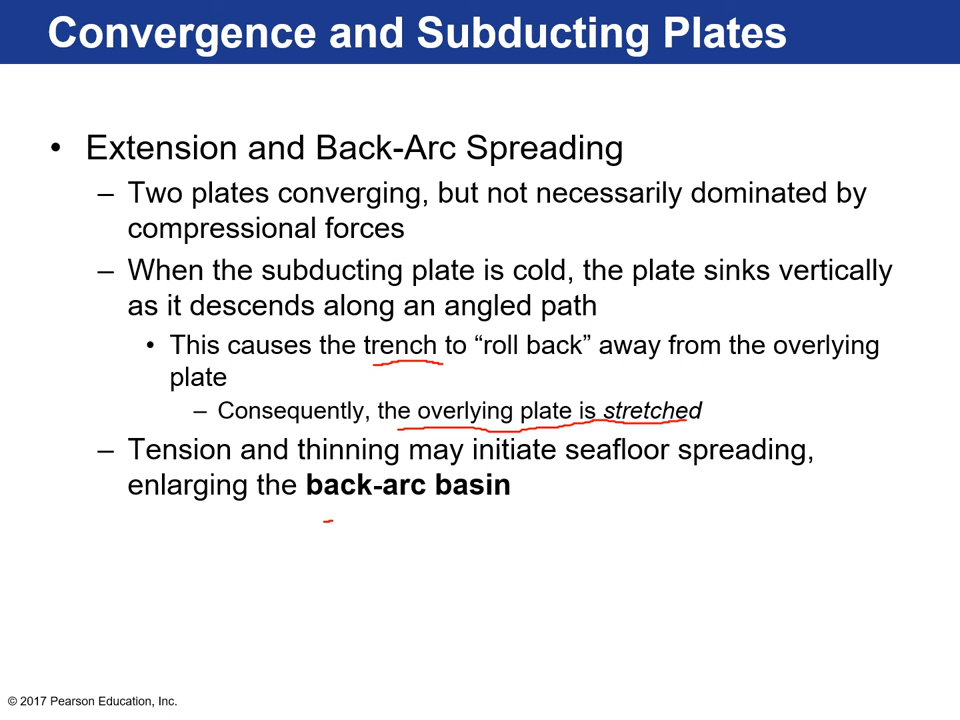 Convergence and Subducting Plates
• Extension and Back-Arc Spreading
– Two plates converging, but not necessarily dominated by
compressional forces
– When the subducting plate is cold, the plate sinks vertically
as it descends along an angled path
• This causes the trench to “roll back” away from the overlying
plate
– Consequently, the overlying plate is stretched
– Tension and thinning may initiate seafloor spreading,
enlarging the back-arc basin
© 2017 Pearson Education, Inc.